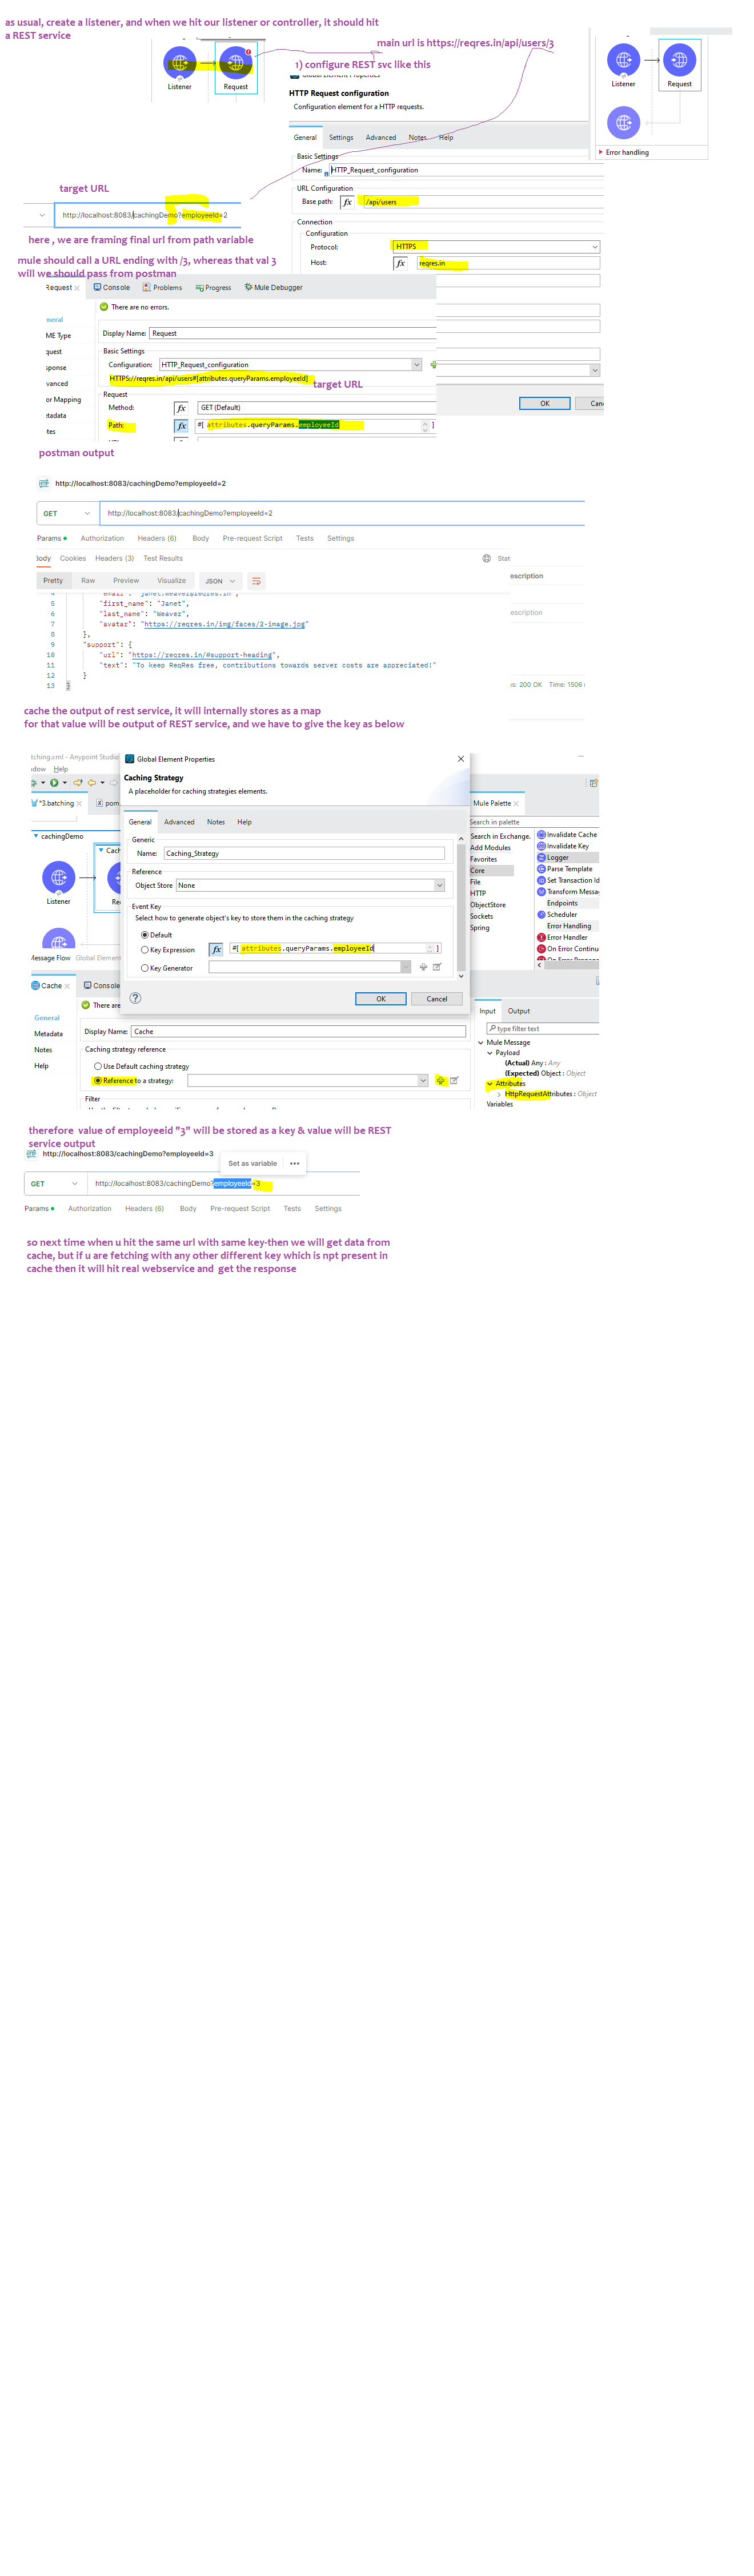 as usual, create a listener, and when we hit our listener or controller, it should hit
a REST service
main url is https://reqres.in/api/users/3
1) configure REST svc like this
Listener
Request
Listener
Request
Error handling
HTTP Request configuration
Configuration element for a HTTP requests.
General Settings Advanced Notes Help
Basic Settings
Name: HTTP_Request_configuration
URL Configuration
Base path: fx /api/users
Connection
Configuration
Protocol: HTTPS
Host: fx reqres.in
OK
target URL
http://localhost:8083/cachingDemo?employeeId=2
here , we are framing final url from path variable
mule should call a URL ending with /3, whereas that val 3
will we should pass from postman
Console Problems Progress Mule Debugger
There are no errors.
Display Name: Request
Basic Settings
Configuration: HTTP_Request_configuration
HTTPS://reqres.in/api/users#[attributes.queryParams.employeeId]
target URL
Request
Method: fx GET (Default)
Path: fx #[ attributes.queryParams.employeeId ]
postman output
http://localhost:8083/cachingDemo?employeeId=2
GET http://localhost:8083/cachingDemo?employeeId=2
Params Authorization Headers (6) Body Pre-request Script Tests Settings
Cookies Headers (3) Test Results
Pretty Raw Preview Visualize JSON
5 "first_name": "Janet",
6 "last_name": "Weaver",
7 "avatar": "https://reqres.in/img/faces/2-image.jpg"
8 },
9 "support": {
10 "url": "https://reqres.in/#support-heading",
11 "text": "To keep ReqRes free, contributions towards server costs are appreciated!"
12 }
13
200 OK Time: 1506
cache the output of rest service, it will internally stores as a map
for that value will be output of REST service, and we have to give the key as below
tching.xml - Anypoint Studio
Help
*3.batching pom.
cachingDemo
Listener
Message Flow Global
Global Element Properties
Caching Strategy
A placeholder for caching strategies elements.
General Advanced Notes Help
Generic
Name: Caching_Strategy
Reference
Object Store None
Event Key
Select how to generate object's key to store them in the caching strategy
Default
Key Expression fx #[ attributes.queryParams.employeeId ]
Key Generator
OK Cancel
Mule Palette
Search in palette
Search in Exchange.
Add Modules
Favorites
Core
File
HTTP
ObjectStore
Sockets
Spring
Invalidate Cache
Invalidate Key
Logger
Parse Template
Set Transaction Id
Endpoints
Scheduler
Error Handling
Error Handler
Cache Console
There are
General
Metadata
Notes
Help
Display Name: Cache
Caching strategy reference
Use Default caching strategy
Reference to a strategy:
Filter
Input Output
type filter text
Mule Message
Payload
(Actual) Any : Any
(Expected) Object : Object
Attributes
HttpRequestAttributes : Object
Variables
therefore value of employeeid "3" will be stored as a key & value will be REST
service output
http://localhost:8083/cachingDemo?employeeId=3
Set as variable
GET http://localhost:8083/cachingDemo?employeeId=3
Params Authorization Headers (6) Body Pre-request Script Tests Settings
so next time when u hit the same url with same key-then we will get data from
cache, but if u are fetching with any other different key which is npt present in
cache then it will hit real webservice and get the response